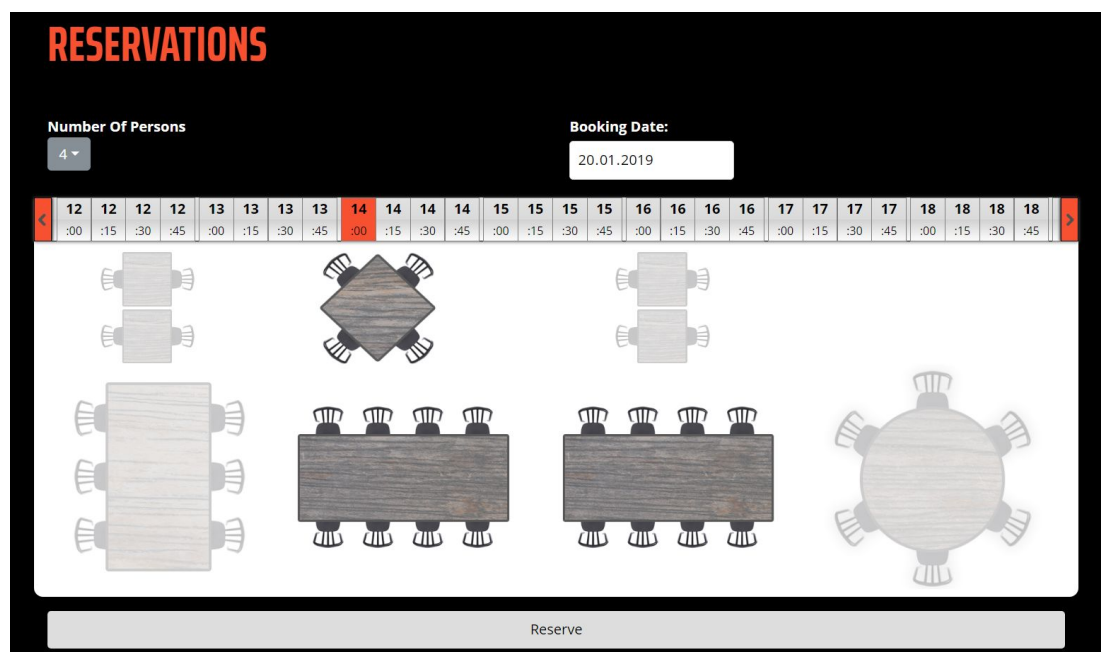 RESERVATIONS
Number Of Persons
Booking Date:
4
20.01.2019
12 12 12 12 13 13 13 13 14 14 14 14 15 15 15 15 16 16 16 16 17 17 17 17 18 18 18 18
:00 :15 :30 :45 :00 :15 :30 :45 :00 :15 :30 :45 :00 :15 :30 :45 :00 :15 :30 :45 :00 :15 :30 :45 :00 :15 :30 :45
Reserve